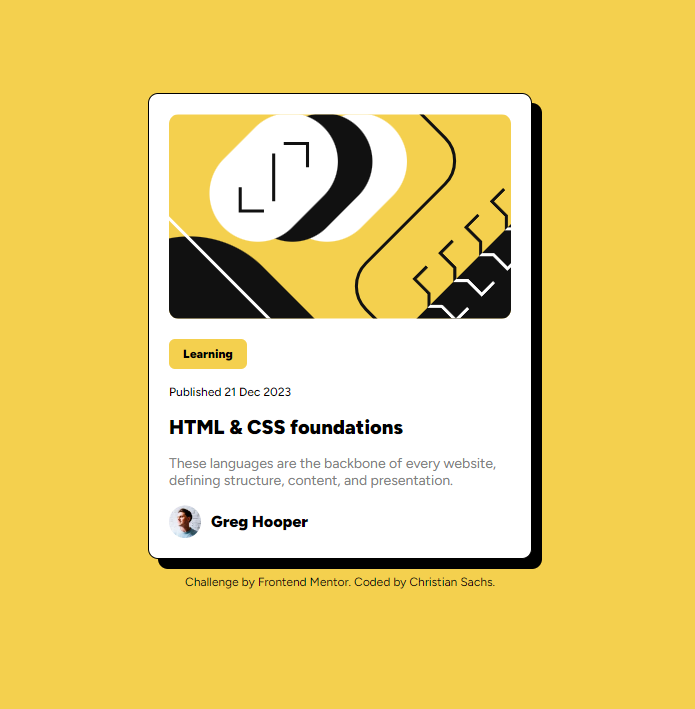 Learning
Published 21 Dec 2023
HTML & CSS foundations
These languages are the backbone of every website,
defining structure, content, and presentation.
Greg Hooper
Challenge by Frontend Mentor. Coded by Christian Sachs.